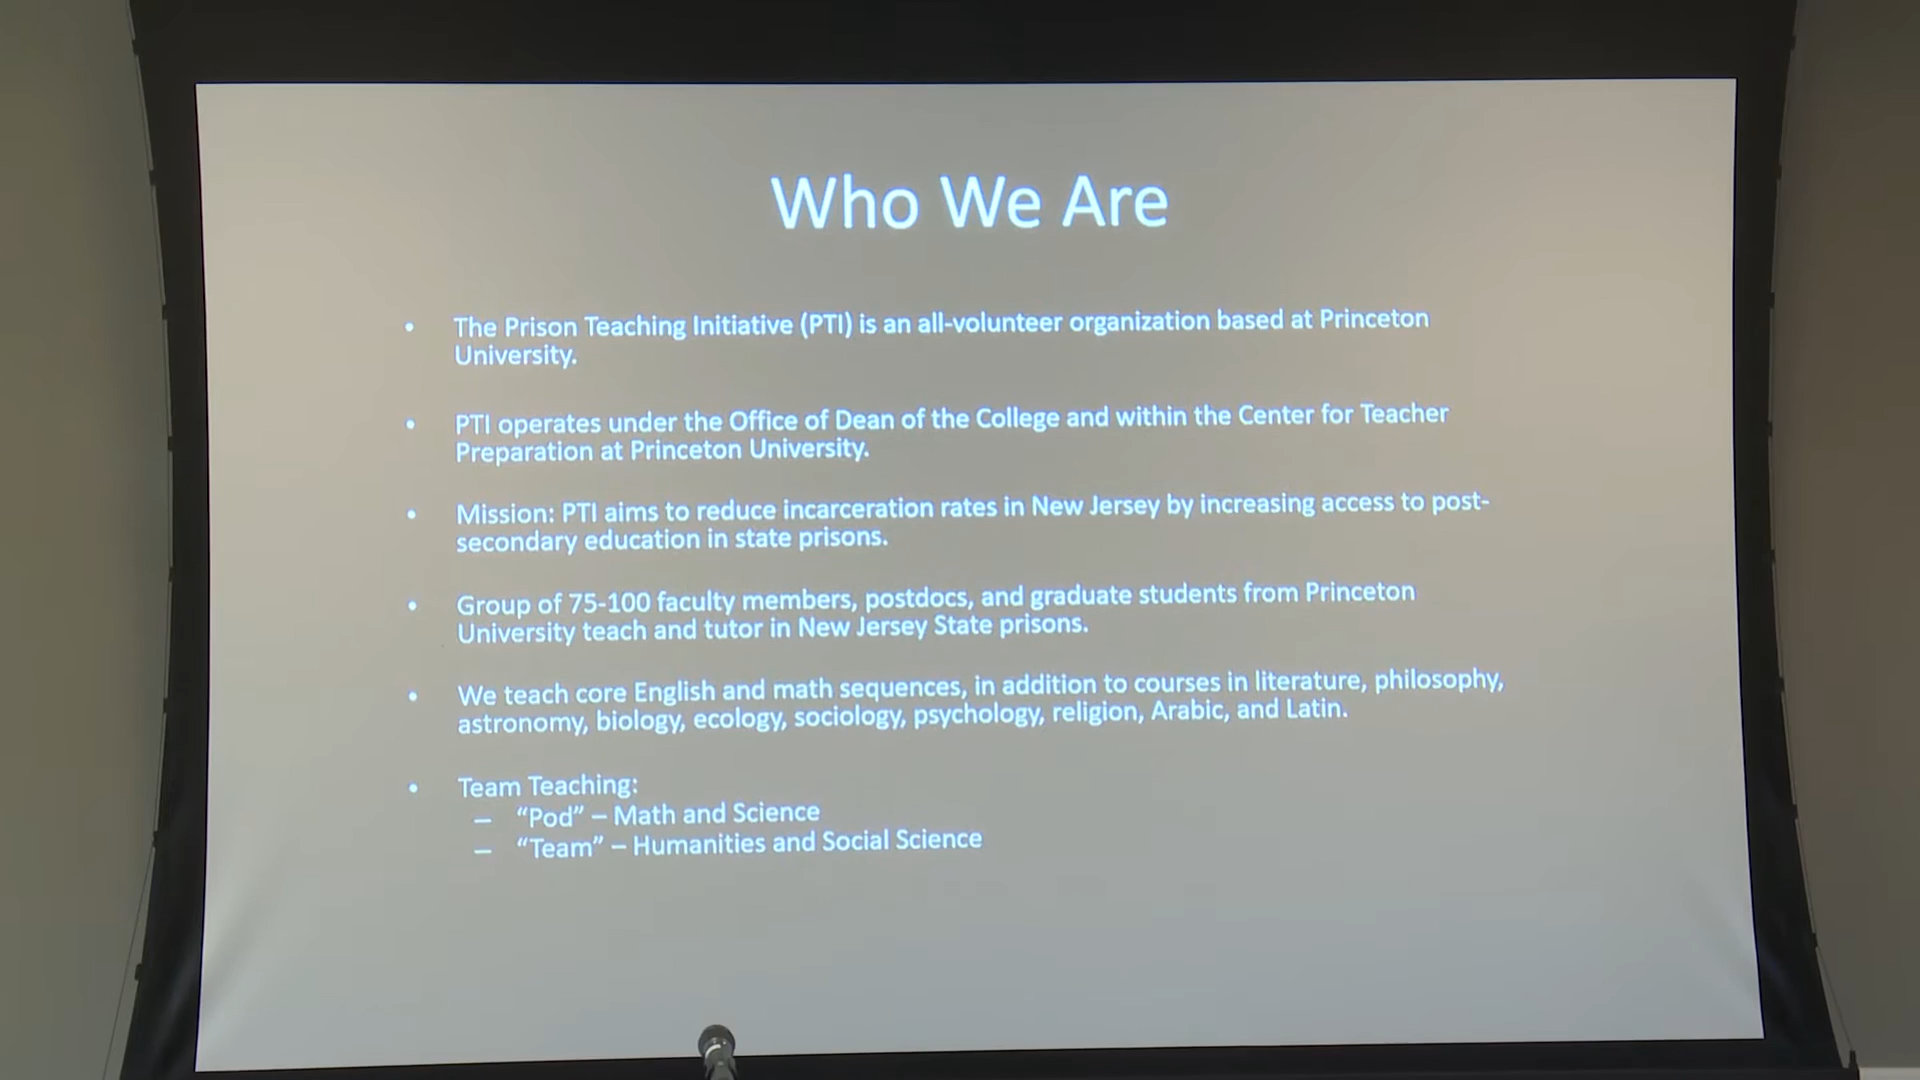 Who We Are
• The Prison Teaching Initiative (PTI) is an all-volunteer organization based at Princeton
University.
• PTI operates under the Office of Dean of the College and within the Center for Teacher
Preparation at Princeton University.
• Mission: PTI aims to reduce incarceration rates in New Jersey by increasing access to post-
secondary education in state prisons.
• Group of 75-100 faculty members, postdocs, and graduate students from Princeton
University teach and tutor in New Jersey State prisons.
• We teach core English and math sequences, in addition to courses in literature, philosophy,
astronomy, biology, ecology, sociology, psychology, religion, Arabic, and Latin.
• Team Teaching:
– “Pod” – Math and Science
– “Team” – Humanities and Social Science